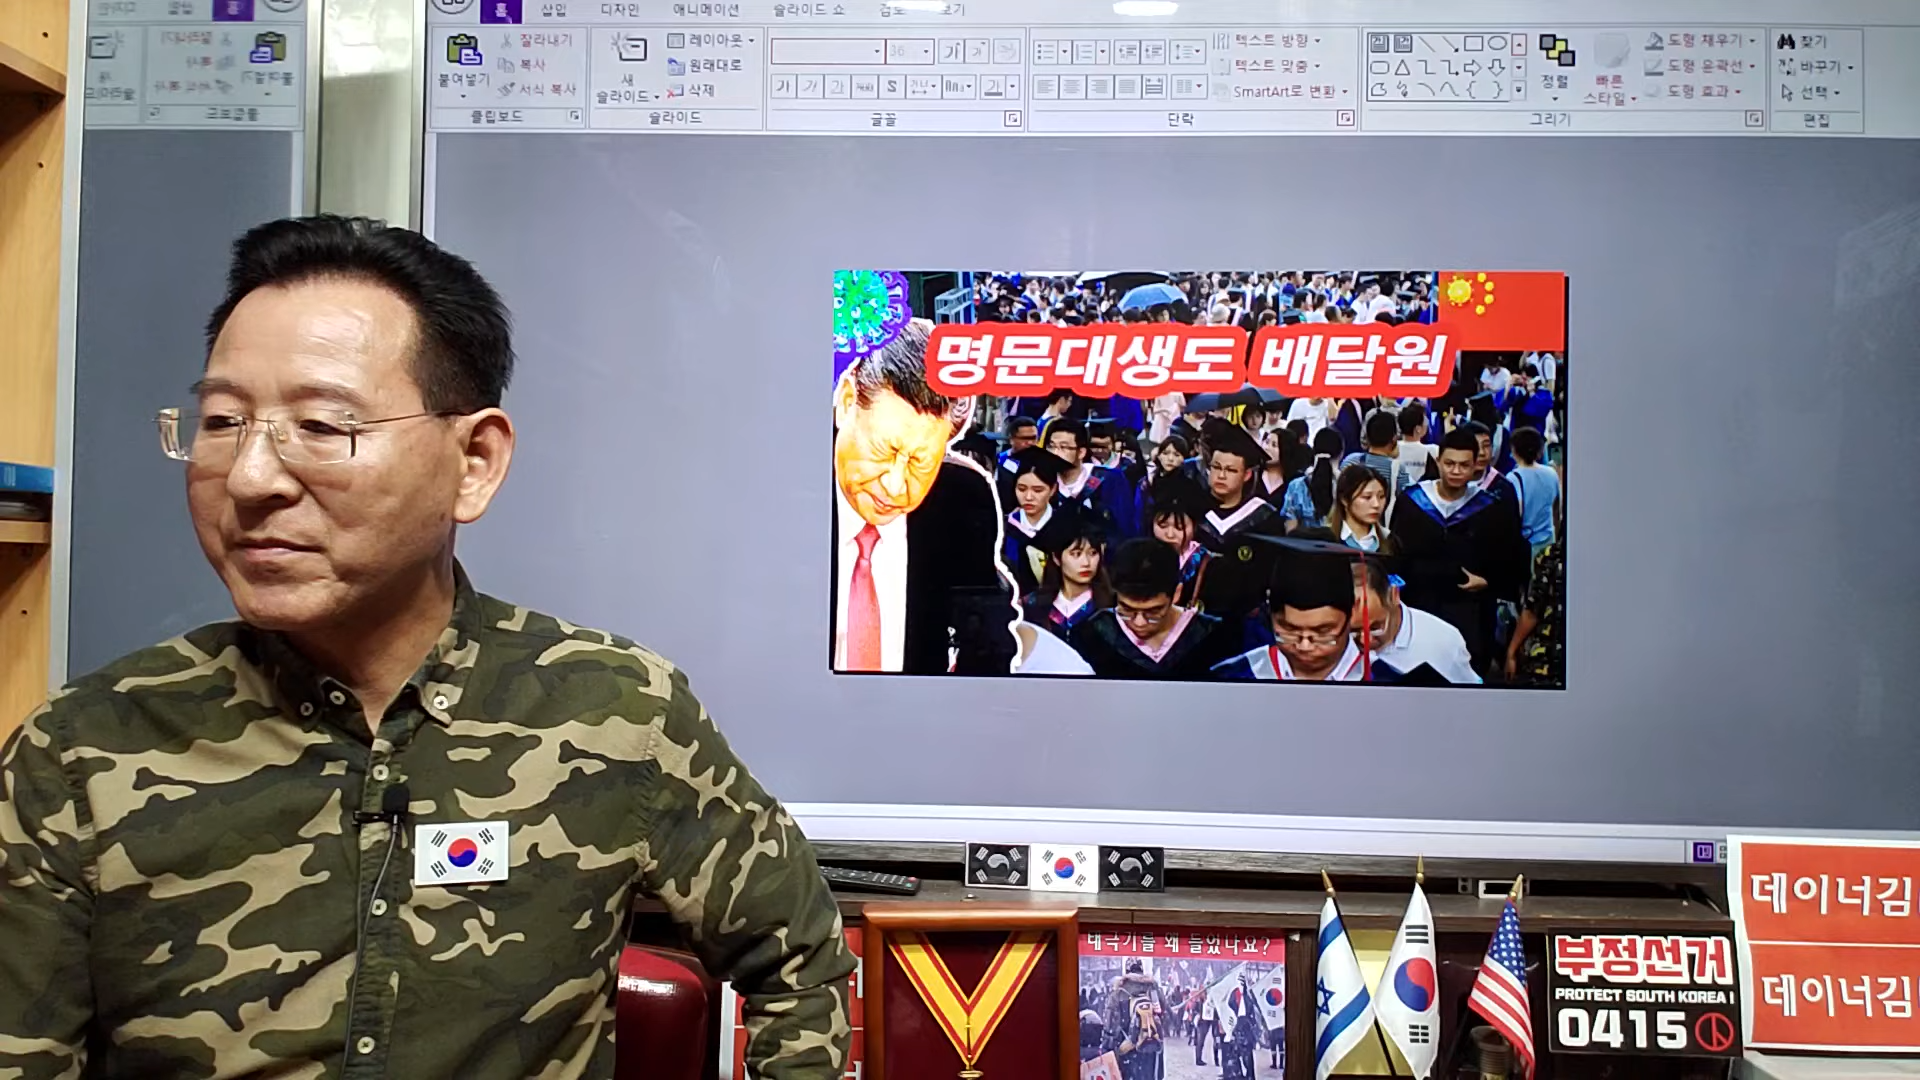 홈 삽입 디자인 애니메이션 슬라이드 쇼 검토 보기
붙여넣기
잘라내기
복사
서식 복사
클립보드
새
슬라이드
레이아웃
원래대로
삭제
슬라이드
36
글꼴
텍스트 방향
텍스트 맞춤
SmartArt로 변환
단락
정렬
빠른
스타일
도형 채우기
도형 윤곽선
도형 효과
그리기
찾기
바꾸기
선택
편집
명문대생도 배달원
태극기를 왜 들었나요?
부정선거
PROTECT SOUTH KOREA !
0415
데이너김
데이너김